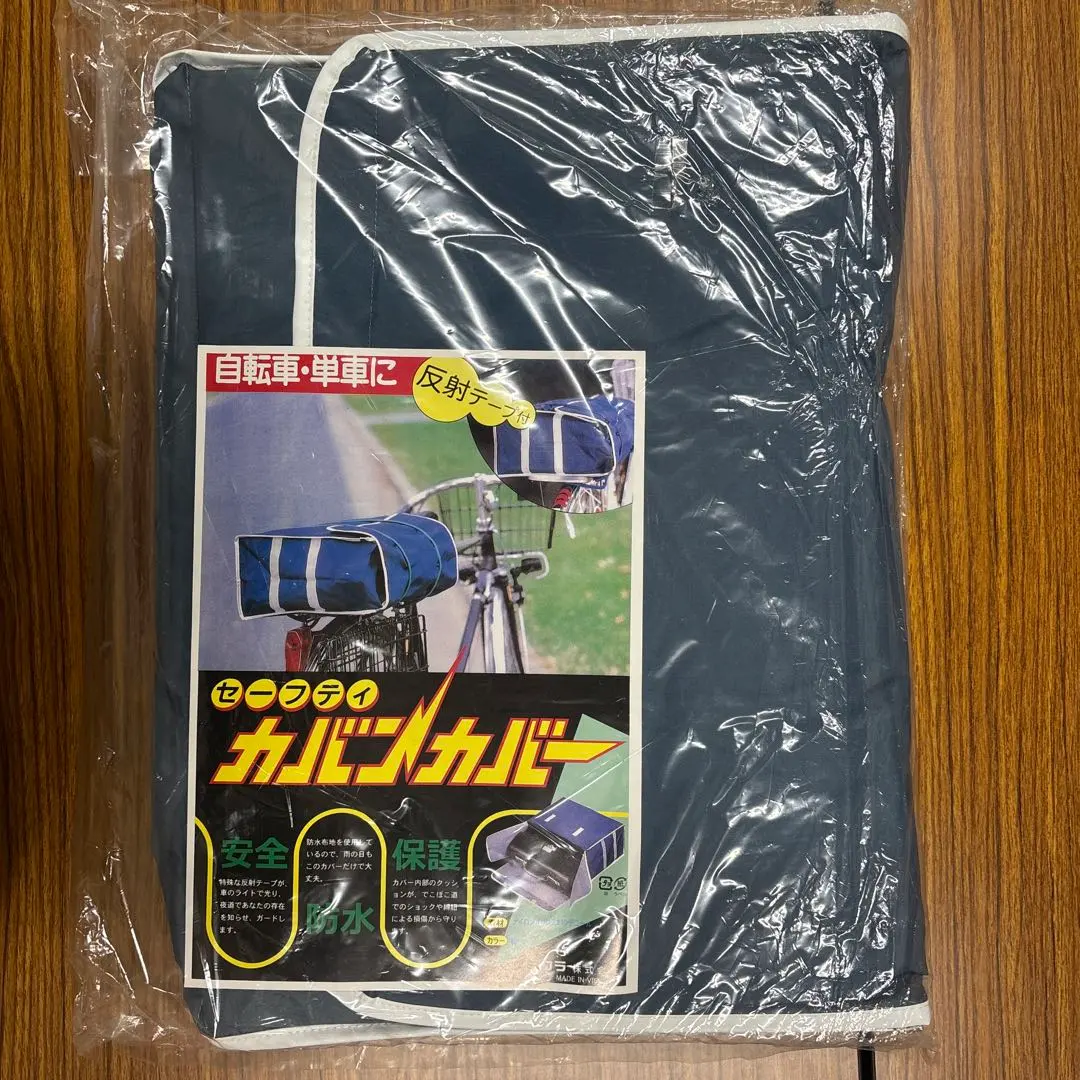 自転車・単車に
反射テープ付
セーフティ
カバンカバー
安全
特殊な反射テープが、
車のライトで光り、
夜道であなたの存在
を知らせ、ガードし
ます。
防水布地を使用して
いるので、雨の日も
このカバーだけで大
丈夫。
防水
保護
カバー内部のクッシ
ョンが、でこぼこ道
でのショックや
による損傷から守り
ます。
カラー
株式
MADE IN